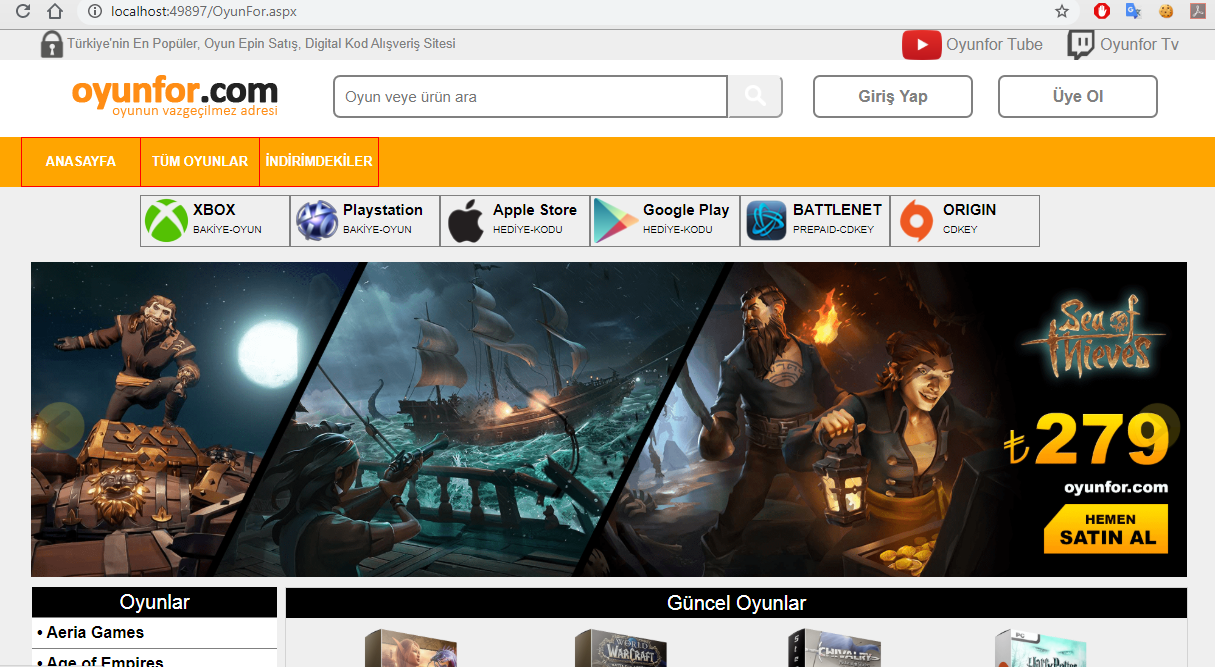 localhost:49897/OyunFor.aspx
Türkiye'nin En Popüler, Oyun Epin Satış, Digital Kod Alışveriş Sitesi
Oyunfor Tube
Oyunfor Tv
oyunfor.com
oyunun vazgeçilmez adresi
Oyun veye ürün ara
Giriş Yap
Üye Ol
ANASAYFA
TÜM OYUNLAR
İNDİRİMDEKİLER
XBOX
BAKİYE-OYUN
Playstation
BAKİYE-OYUN
Apple Store
HEDİYE-KODU
Google Play
HEDİYE-KODU
BATTLENET
PREPAID-CDKEY
ORIGIN
CDKEY
Sea of
Thieves
₺279
oyunfor.com
HEMEN
SATIN AL
Oyunlar
• Aeria Games
• Age of Empires
Güncel Oyunlar
WORLD
WARCRAFT
CHIVALRY
PC
Harry Potter